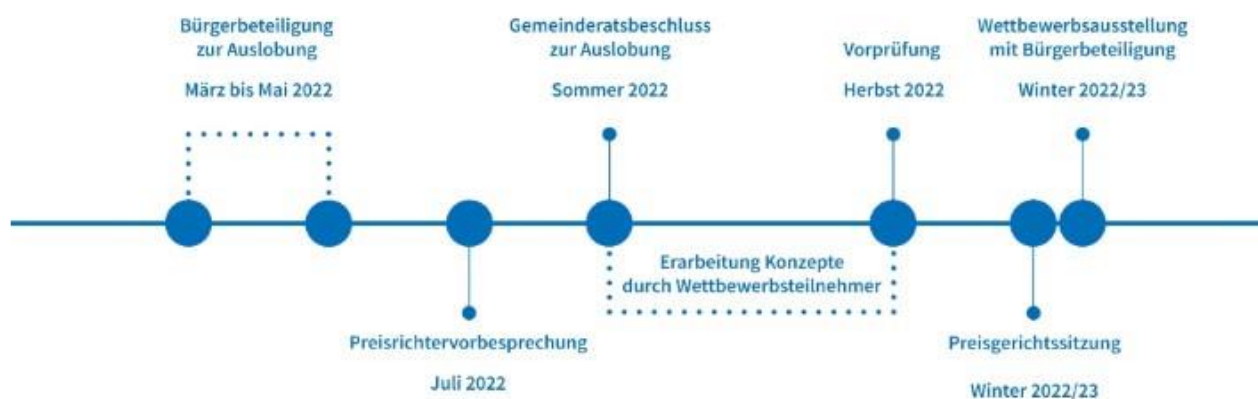 Bürgerbeteiligung
zur Auslobung
März bis Mai 2022
Gemeinderatsbeschluss
zur Auslobung
Sommer 2022
Vorprüfung
Herbst 2022
Wettbewerbsausstellung
mit Bürgerbeteiligung
Winter 2022/23
Erarbeitung Konzepte
durch Wettbewerbsteilnehmer
Preisrichtervorbesprechung
Juli 2022
Preisgerichtssitzung
Winter 2022/23